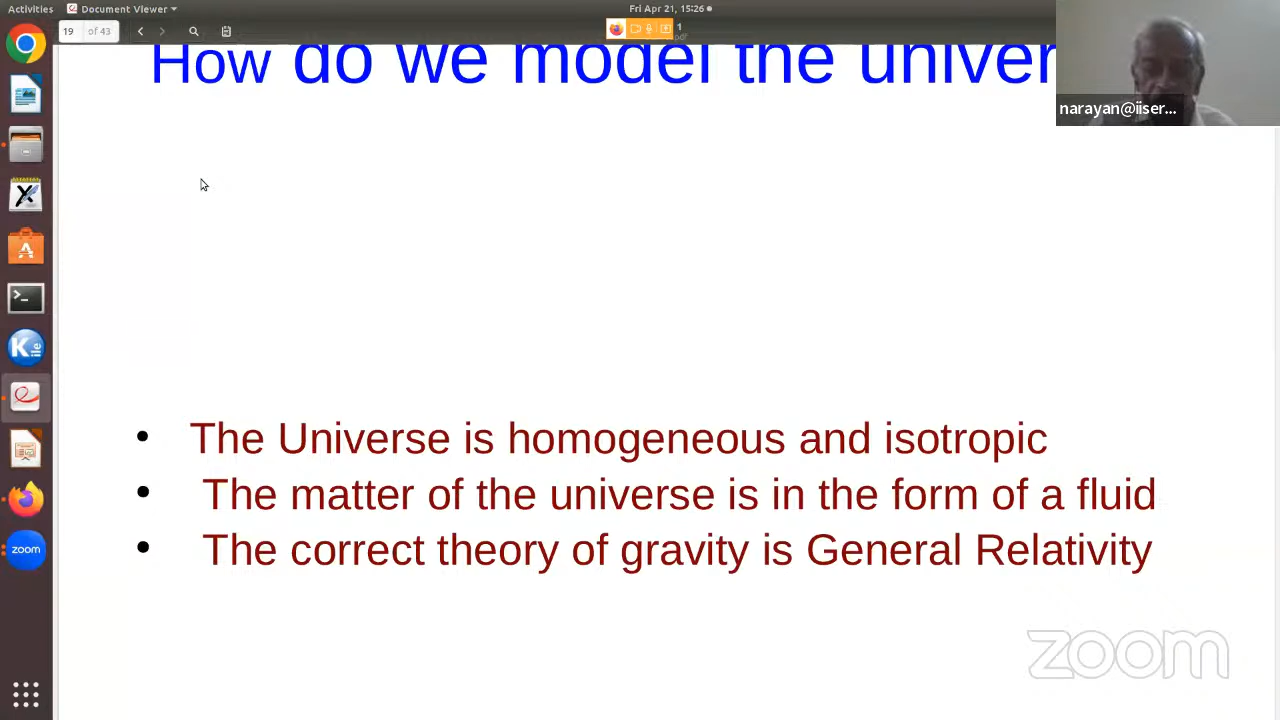 Activities
Document Viewer
Fri Apr 21, 15:26
19 of 43
1
How do we model the univer
narayan@iiser...
• The Universe is homogeneous and isotropic
• The matter of the universe is in the form of a fluid
• The correct theory of gravity is General Relativity
zoom
zoom